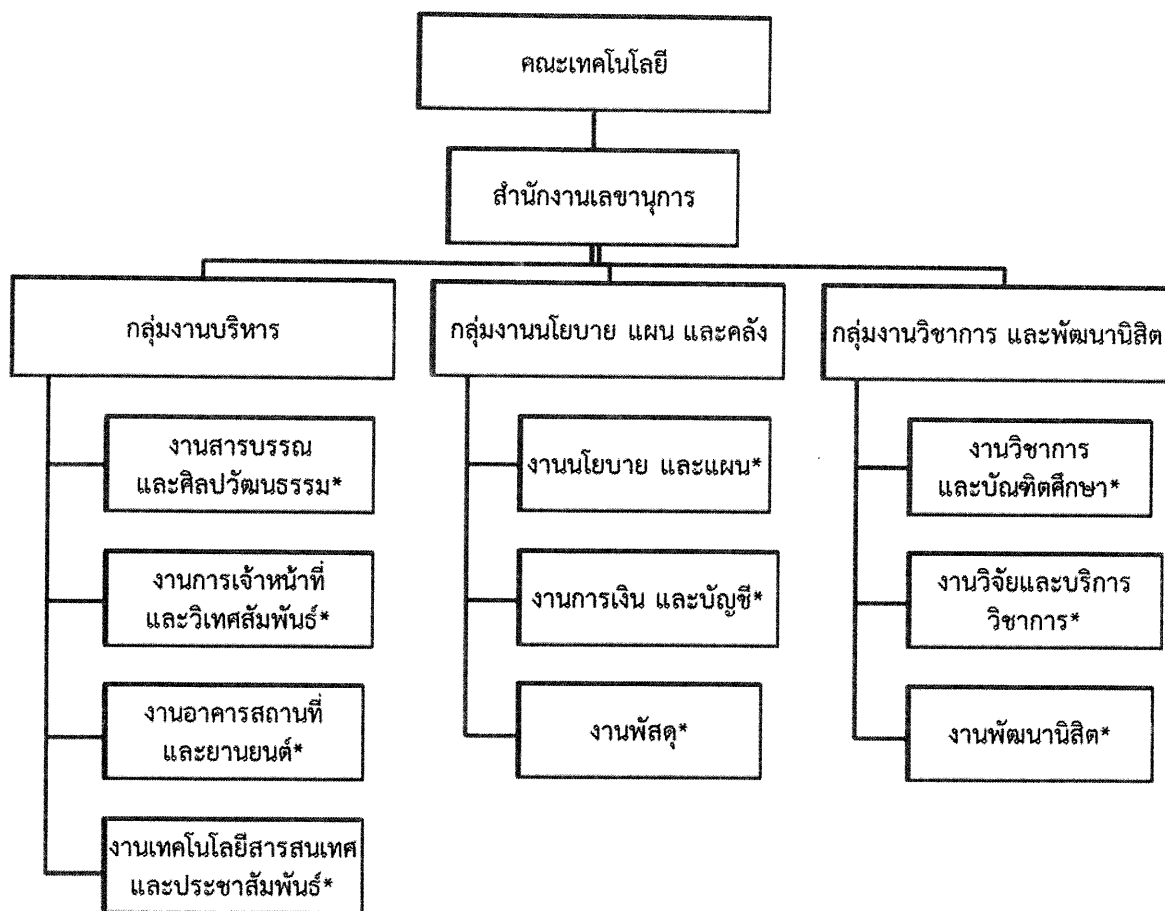 คณะเทคโนโลยี
สำนักงานเลขานุการ
กลุ่มงานบริหาร
งานสารบรรณ
และศิลปวัฒนธรรม*
งานการเจ้าหน้าที่
และวิเทศสัมพันธ์*
งานอาคารสถานที่
และยานยนต์*
งานเทคโนโลยีสารสนเทศ
และประชาสัมพันธ์*
กลุ่มงานนโยบาย แผน และคลัง
งานนโยบาย และแผน*
งานการเงิน และบัญชี*
งานพัสดุ*
กลุ่มงานวิชาการ และพัฒนานิสิต
งานวิชาการ
และบัณฑิตศึกษา*
งานวิจัยและบริการ
วิชาการ*
งานพัฒนานิสิต*